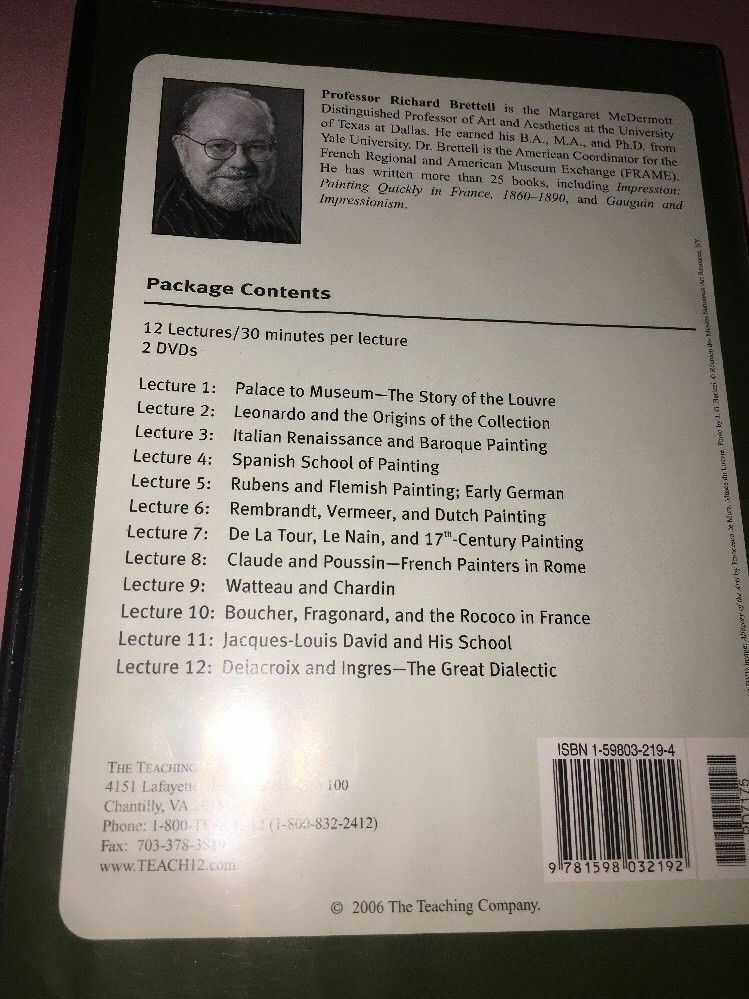 Professor Richard Brettell is the Margaret McDermott
Distinguished Professor of Art and Aesthetics at the University
of Texas at Dallas. He earned his B.A., M.A., and Ph.D. from
Yale University. Dr. Brettell is the American Coordinator for the
French Regional and American Museum Exchange (FRAME).
He has written more than 25 books, including Impression:
Painting Quickly in France, 1860–1890, and Gauguin and
Impressionism.
Package Contents
12 Lectures/30 minutes per lecture
2 DVDs
Lecture 1: Palace to Museum—The Story of the Louvre
Lecture 2: Leonardo and the Origins of the Collection
Lecture 3: Italian Renaissance and Baroque Painting
Lecture 4: Spanish School of Painting
Lecture 5: Rubens and Flemish Painting; Early German
Lecture 6: Rembrandt, Vermeer, and Dutch Painting
Lecture 7: De La Tour, Le Nain, and 17th-Century Painting
Lecture 8: Claude and Poussin—French Painters in Rome
Lecture 9: Watteau and Chardin
Lecture 10: Boucher, Fragonard, and the Rococo in France
Lecture 11: Jacques-Louis David and His School
Lecture 12: Delacroix and Ingres—The Great Dialectic
THE TEACHING
4151 100
Chantilly, VA
Phone: (1-800-832-2412)
Fax: 703-378-3819
www.TEACH12.com
ISBN 1-59803-219-4
9 781598 032192
© 2006 The Teaching Company.